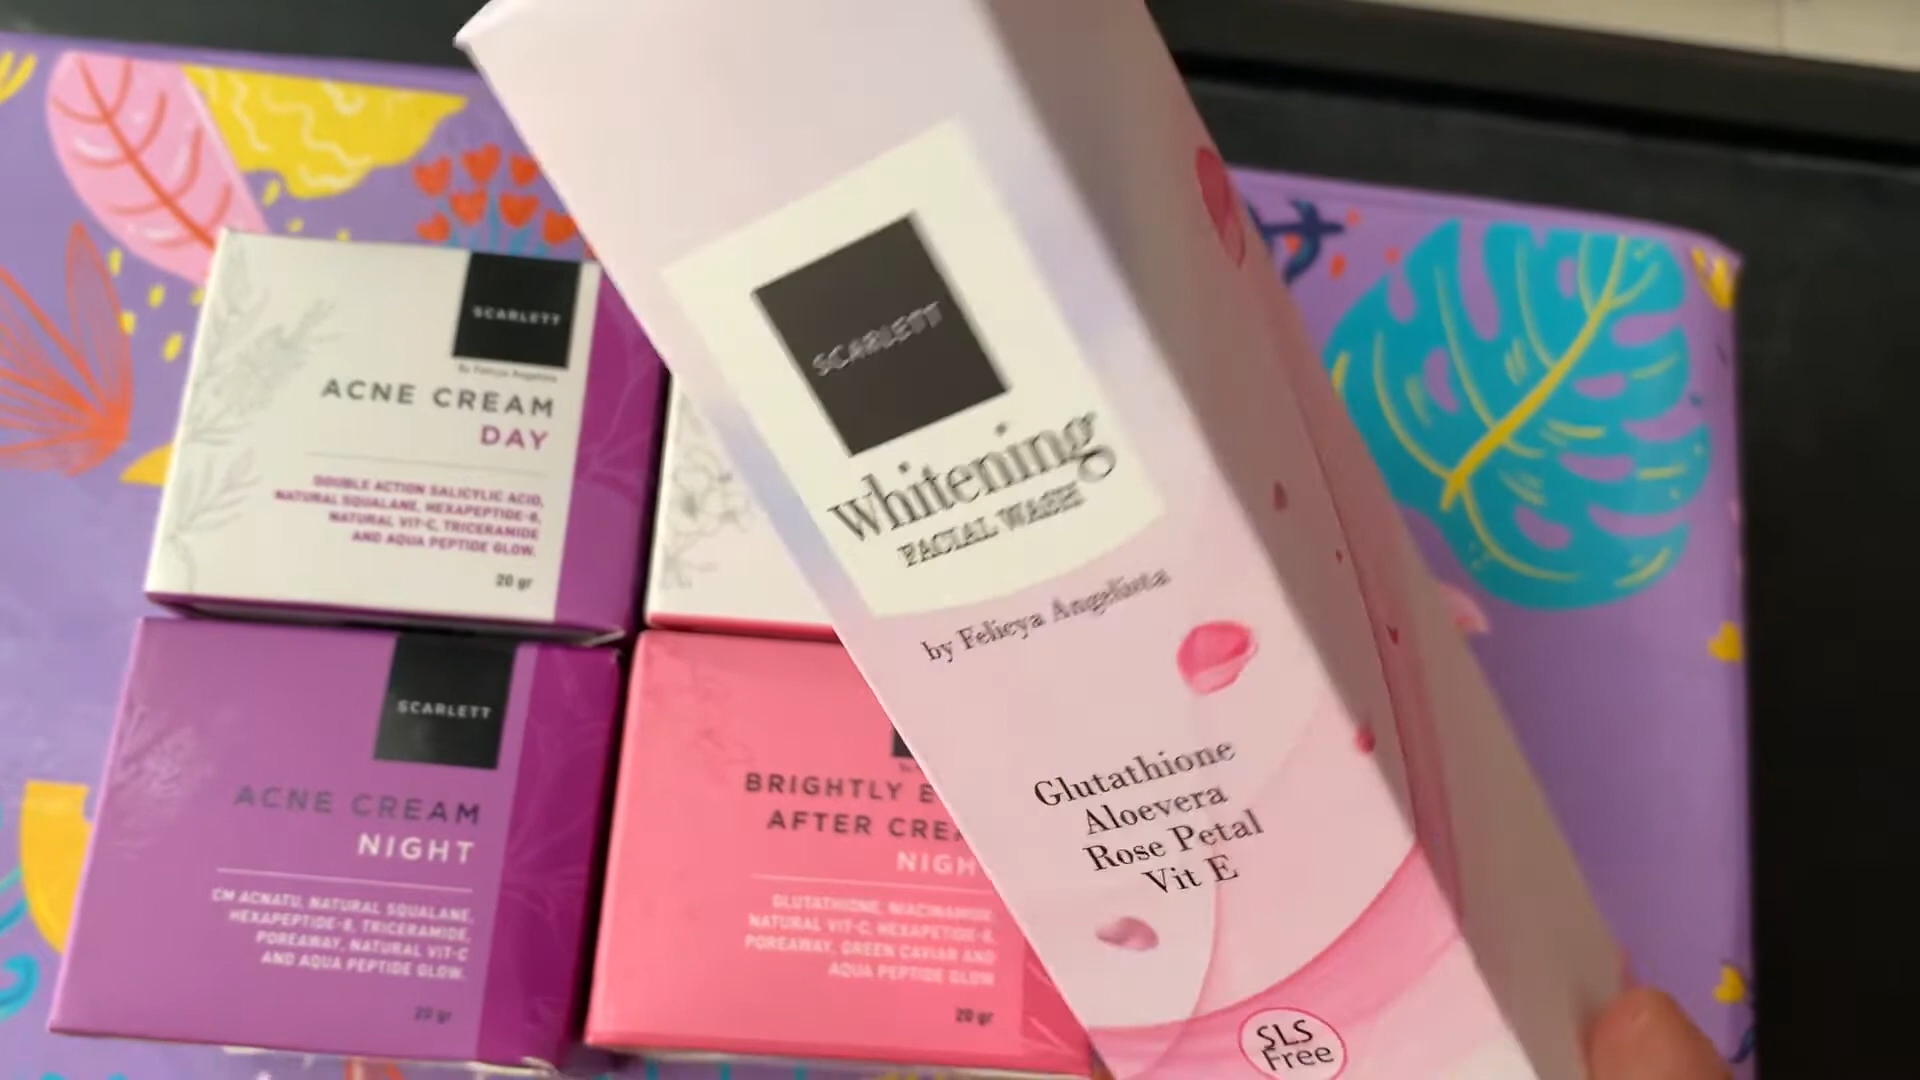 SCARLETT
By Felicya Angelista
ACNE CREAM
DAY
DOUBLE ACTION SALICYLIC ACID,
NATURAL SQUALANE, HEXAPEPTIDE-8,
NATURAL VIT-C, TRICERAMIDE
AND AQUA PEPTIDE GLOW.
20 gr
SCARLETT
ACNE CREAM
NIGHT
CM ACNATU, NATURAL SQUALANE,
HEXAPEPTIDE-8, TRICERAMIDE,
POREAWAY, NATURAL VIT-C
AND AQUA PEPTIDE GLOW.
20 gr
BRIGHTLY
AFTER
NIGH
GLUTATHIONE, NIACINAMIDE,
NATURAL VIT-C, HEXAPETIDE-8,
POREAWAY, GREEN CAVIAR AND
AQUA PEPTIDE GLOW
20 gr
SCARLETT
Whitening
FACIAL WASH
by Felicya Angelista
Glutathione
Aloevera
Rose Petal
Vit E
SLS
Free